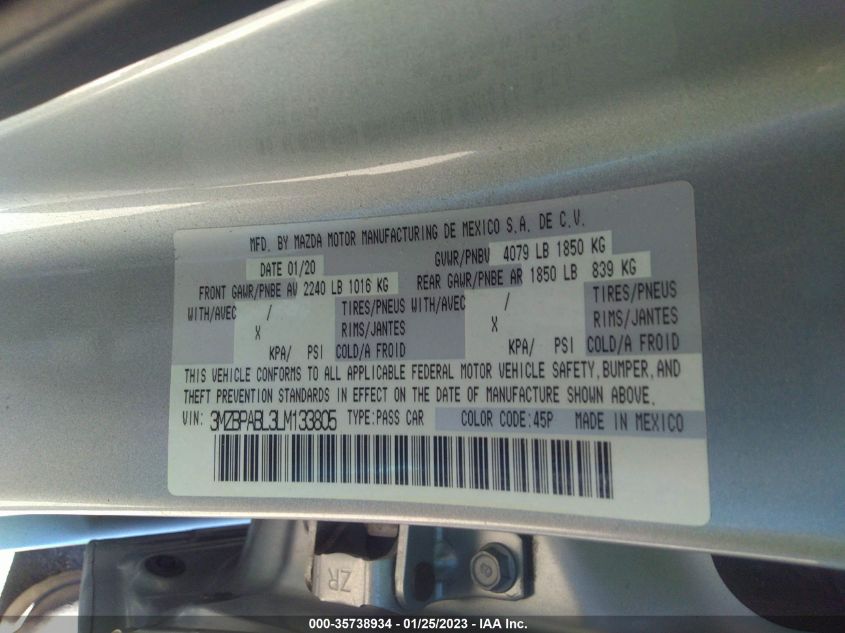 MFD. BY MAZDA MOTOR MANUFACTURING DE MEXICO S.A. DE C.V.
DATE 01/20 GVWR/PNBV 4079 LB 1850 KG
FRONT GAWR/PNBE AV 2240 LB 1016 KG REAR GAWR/PNBE AR 1850 LB 839 KG
WITH/AVEC / TIRES/PNEUS WITH/AVEC / TIRES/PNEUS
X RIMS/JANTES X RIMS/JANTES
KPA/ PSI COLD/A FROID KPA/ PSI COLD/A FROID
THIS VEHICLE CONFORMS TO ALL APPLICABLE FEDERAL MOTOR VEHICLE SAFETY, BUMPER, AND
THEFT PREVENTION STANDARDS IN EFFECT ON THE DATE OF MANUFACTURE SHOWN ABOVE.
VIN: 3MZBPABL3LM133805 TYPE:PASS CAR COLOR CODE:45P MADE IN MEXICO
ZR
000-35738934 - 01/25/2023 - IAA Inc.